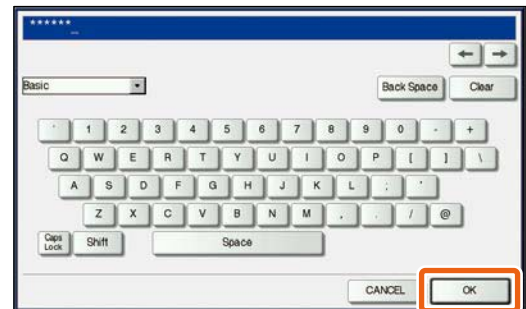 ******_
← →
Basic Back Space Clear
` 1 2 3 4 5 6 7 8 9 0 - +
Q W E R T Y U I O P [ ] \
A S D F G H J K L ; '
Z X C V B N M , . / @
Caps Lock Shift Space
CANCEL OK